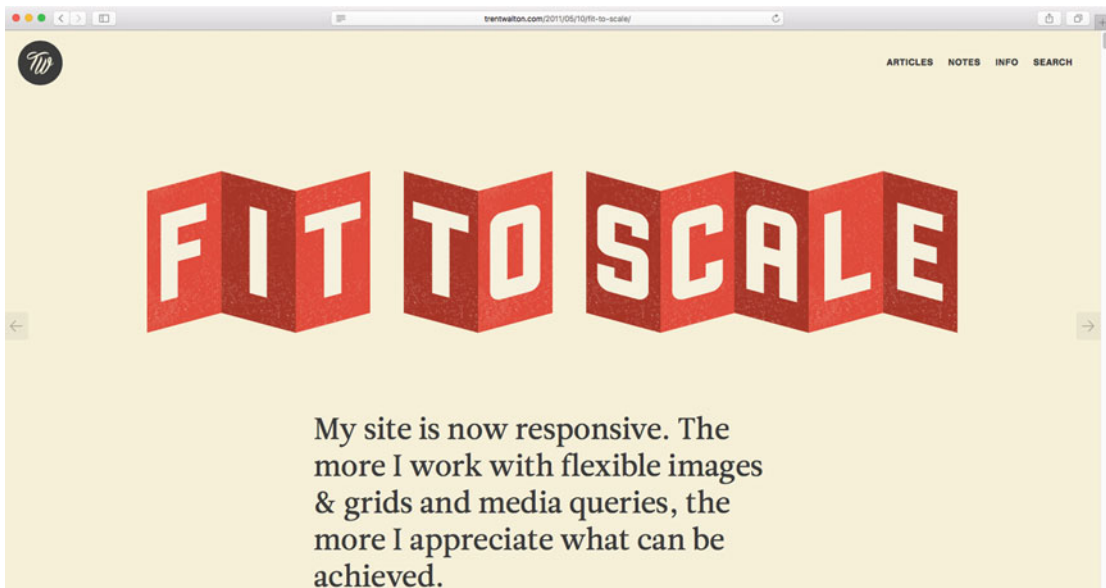 trentwalton.com/2011/05/10/fit-to-scale/
TW
ARTICLES NOTES INFO SEARCH
FIT TO SCALE
My site is now responsive. The
more I work with flexible images
& grids and media queries, the
more I appreciate what can be
achieved.